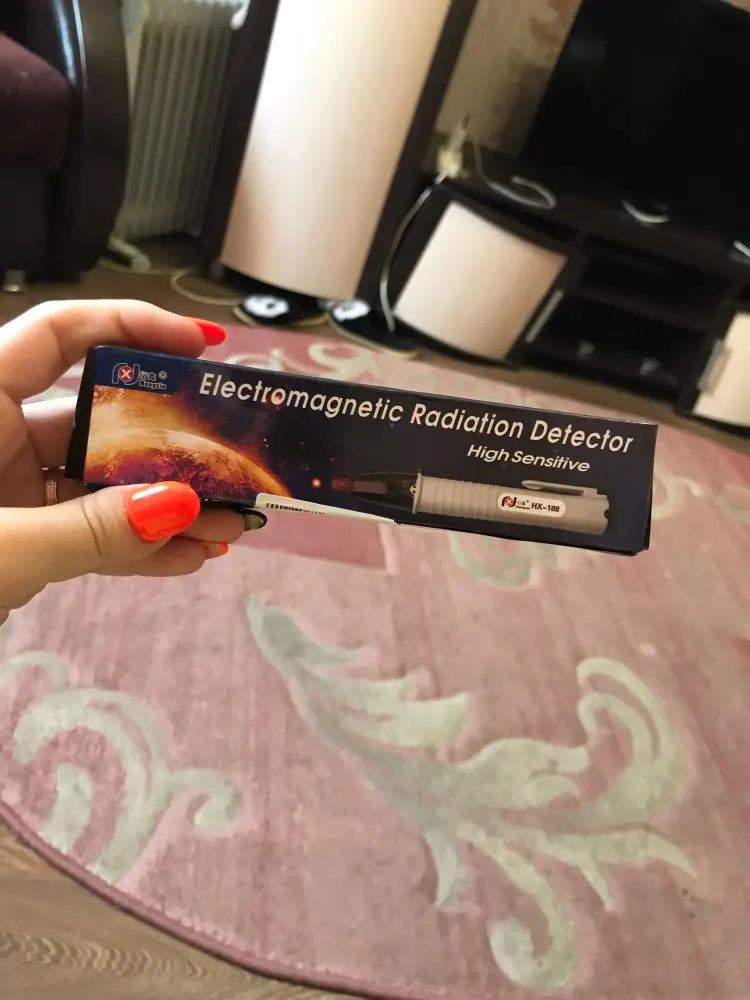 Electromagnetic Radiation Detector
High Sensitive
HX-188